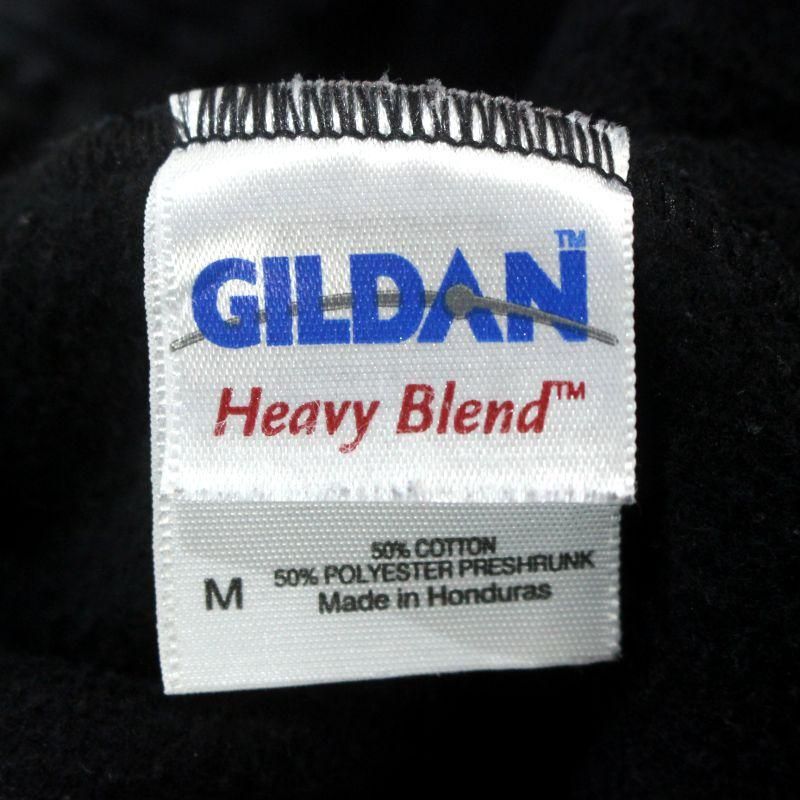 GILDAN™
Heavy Blend™
50% COTTON
50% POLYESTER PRESHRUNK
M
Made in Honduras